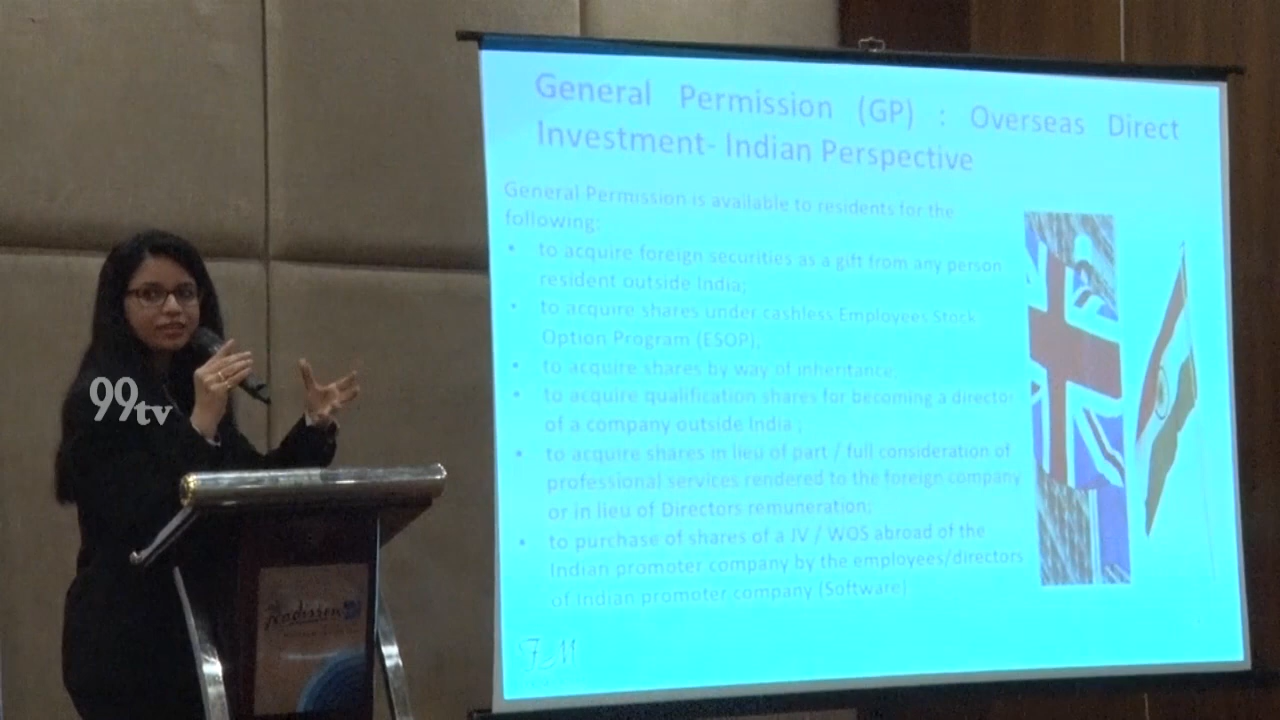 General Permission (GP) : Overseas Direct
Investment- Indian Perspective
General Permission is available to residents for the
following:
• to acquire foreign securities as a gift from any person
resident outside India;
• to acquire shares under cashless Employees Stock
Option Program (ESOP),
• to acquire shares by way of inheritance,
• to acquire qualification shares for becoming a director
of a company outside India ,
• to acquire shares in lieu of part / full consideration of
professional services rendered to the foreign company
or in lieu of Directors remuneration;
• to purchase of shares of a JV / WOS abroad of the
Indian promoter company by the employees/directors
of Indian promoter company (Software)
FM
99tv
Radisson